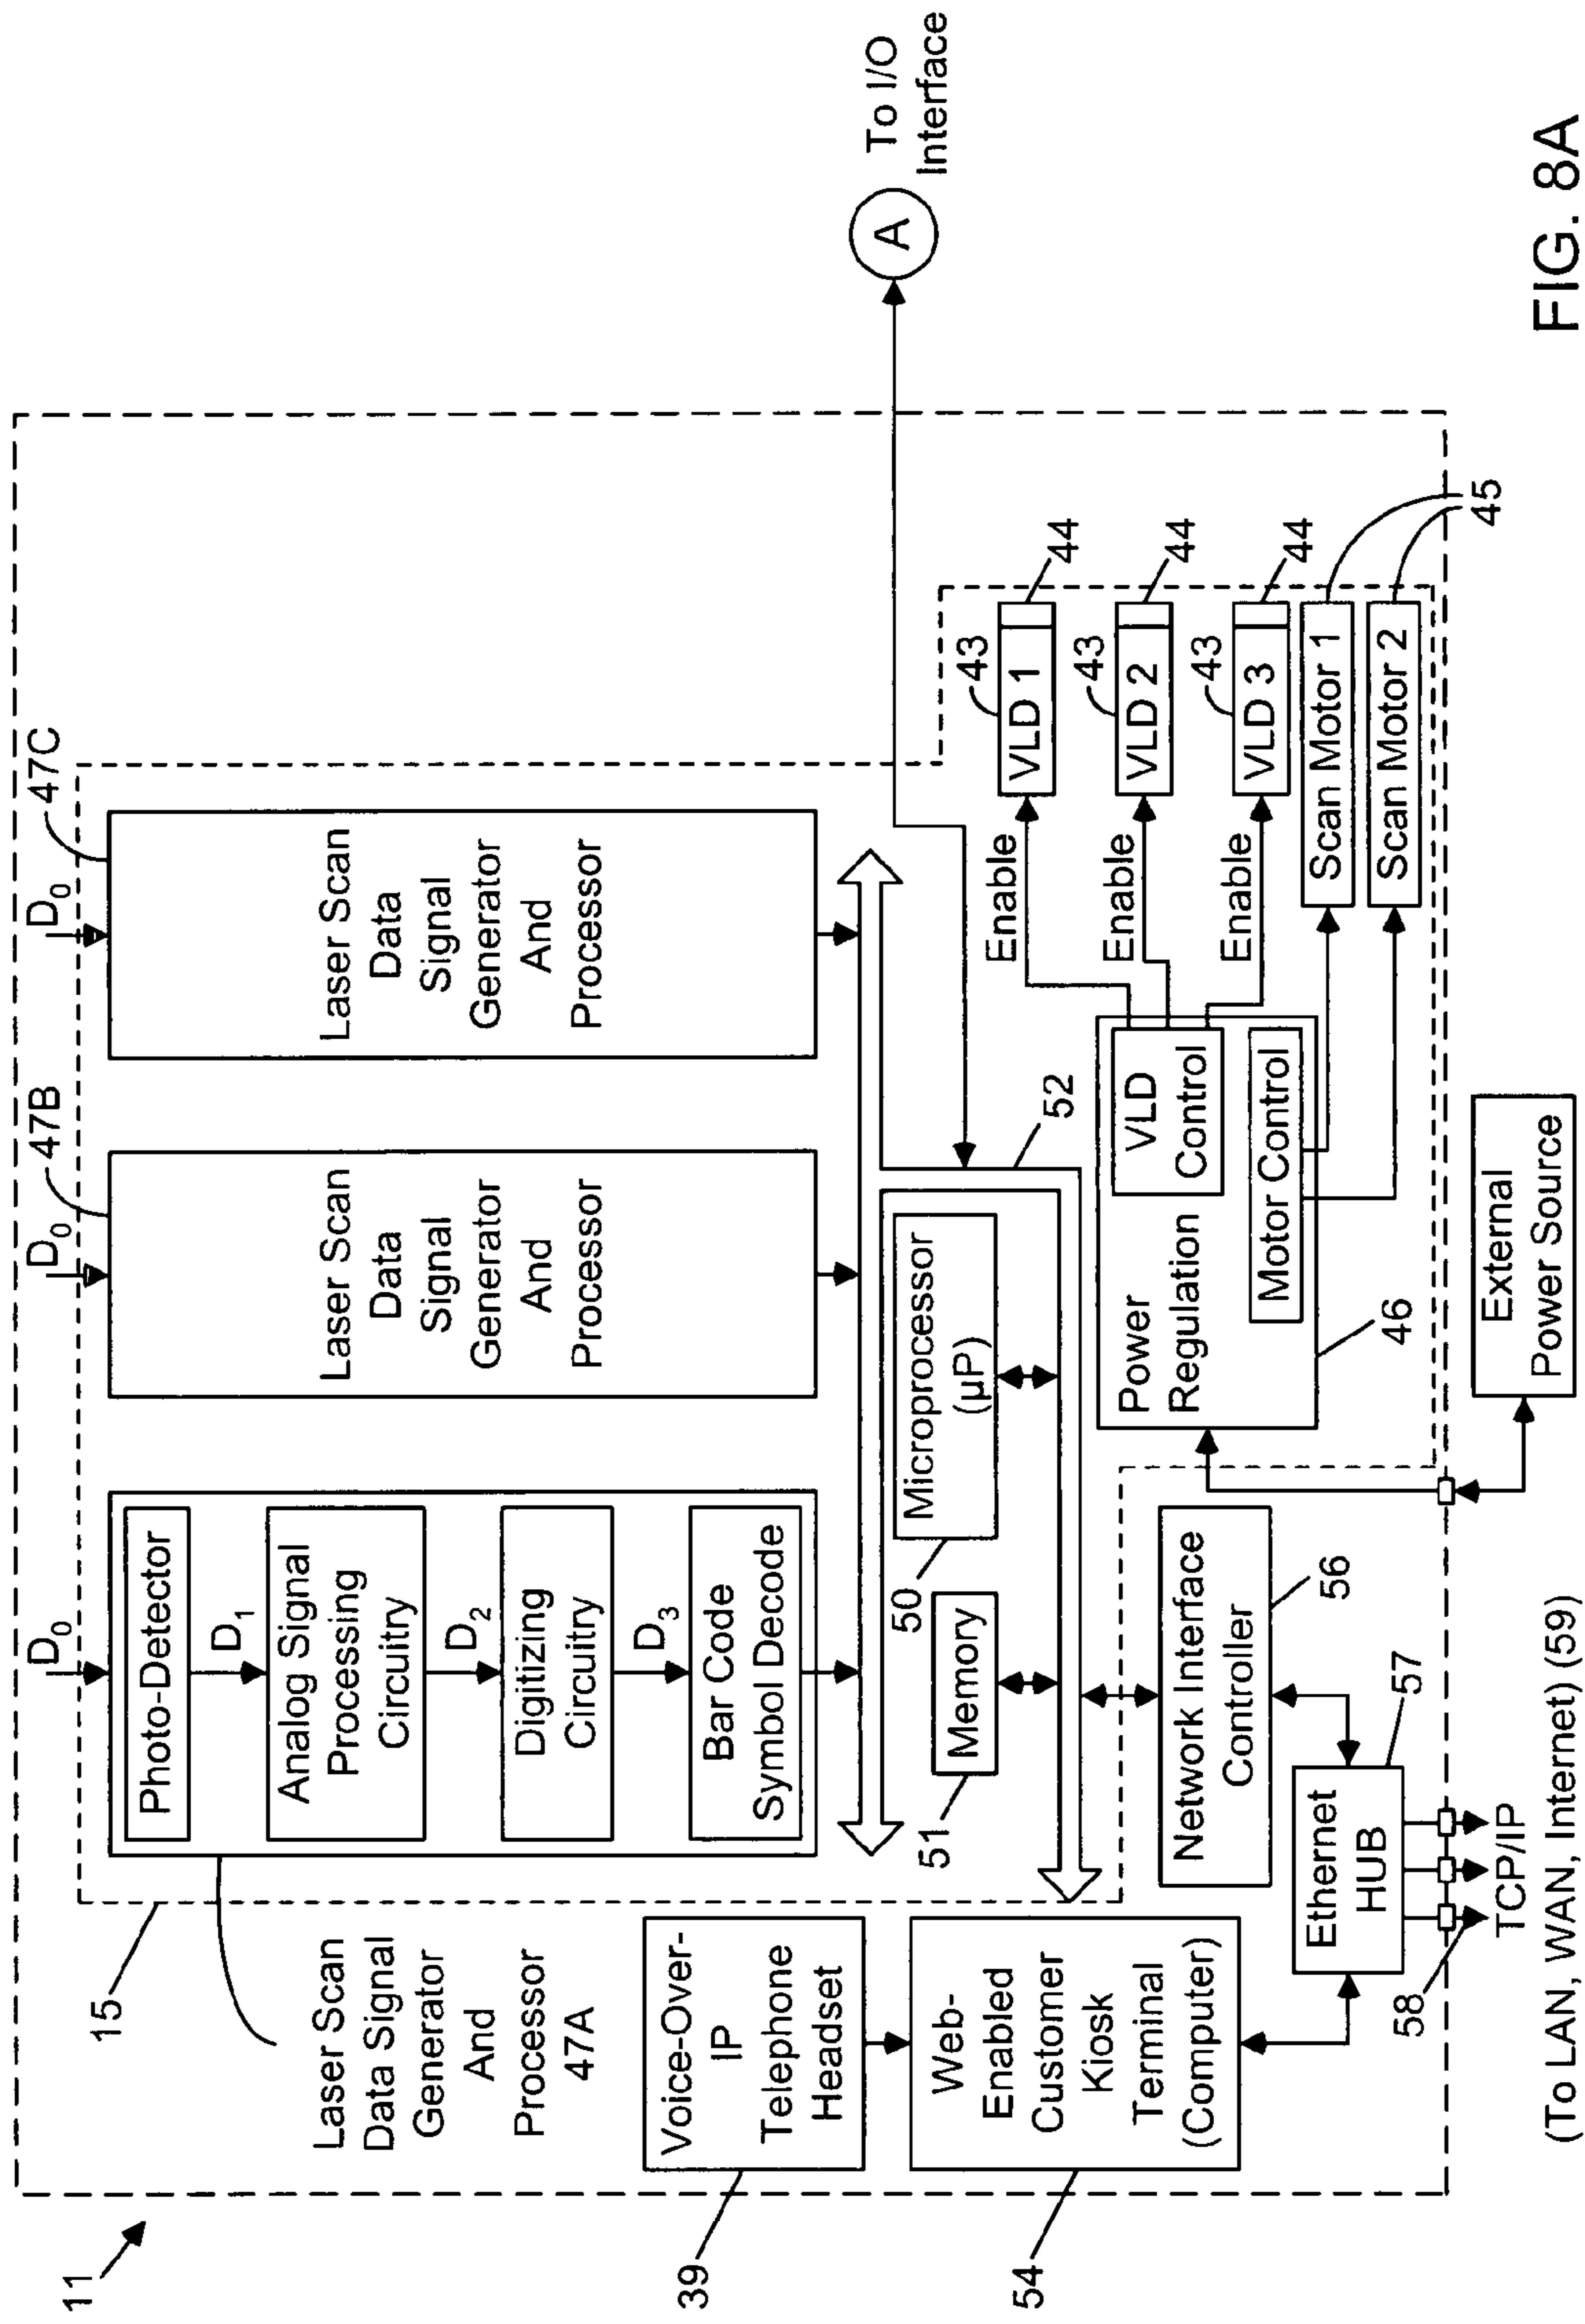 11
15
D0
D0
47B
D0
47C
Photo-Detector
D1
Analog Signal
Processing
Circuitry
D2
Digitizing
Circuitry
D3
Bar Code
Symbol Decode
Laser Scan
Data
Signal
Generator
And
Processor
Laser Scan
Data
Signal
Generator
And
Processor
Laser Scan
Data Signal
Generator
And
Processor
47A
Voice-Over-
IP
Telephone
Headset
39
Web-
Enabled
Customer
Kiosk
Terminal
(Computer)
54
51
Memory
50
Microprocessor
(µP)
52
A
To I/O
Interface
Network Interface
Controller
56
Ethernet
HUB
57
58
TCP/IP
(To LAN, WAN, Internet) (59)
Power
Regulation
VLD
Control
Motor Control
46
Enable
43
VLD 1
44
Enable
43
VLD 2
44
Enable
43
VLD 3
44
Scan Motor 1
Scan Motor 2
45
External
Power Source
FIG. 8A